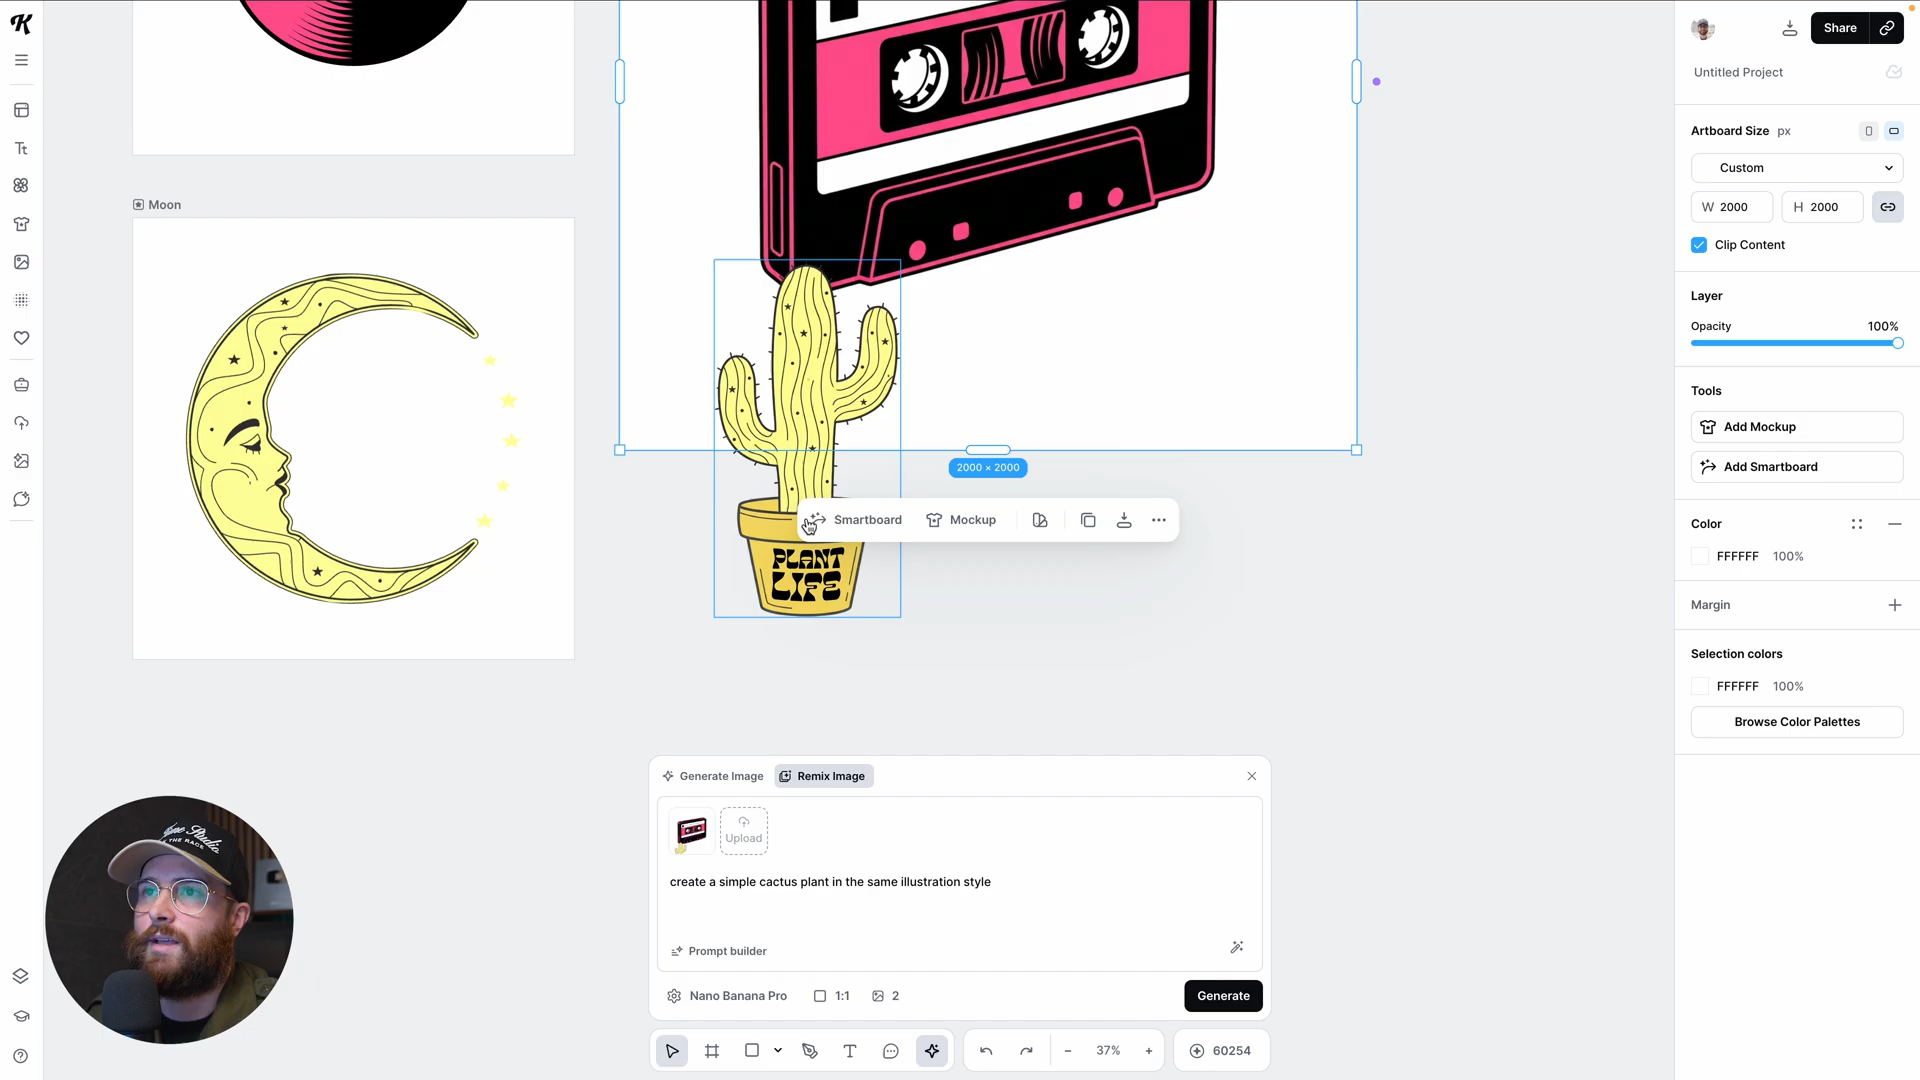 Share
Untitled Project
Artboard Size px
Custom
W 2000
H 2000
Clip Content
Layer
Opacity 100%
Tools
Add Mockup
Add Smartboard
Color
FFFFFF 100%
Margin
Selection colors
FFFFFF 100%
Browse Color Palettes
Tt
Moon
2000 × 2000
Smartboard
Mockup
PLANT
LIFE
Generate Image
Remix Image
Upload
create a simple cactus plant in the same illustration style
Prompt builder
Nano Banana Pro
1:1
2
Generate
37%
60254
THE RACE